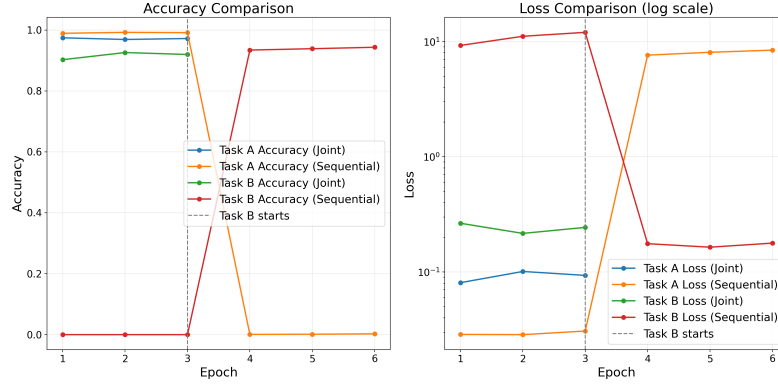 Accuracy Comparison
Accuracy
1.0
0.8
0.6
0.4
0.2
0.0
Task A Accuracy (Joint)
Task A Accuracy (Sequential)
Task B Accuracy (Joint)
Task B Accuracy (Sequential)
Task B starts
1 2 3 4 5 6
Epoch
Loss Comparison (log scale)
Loss
10¹
10⁰
10⁻¹
Task A Loss (Joint)
Task A Loss (Sequential)
Task B Loss (Joint)
Task B Loss (Sequential)
Task B starts
1 2 3 4 5 6
Epoch